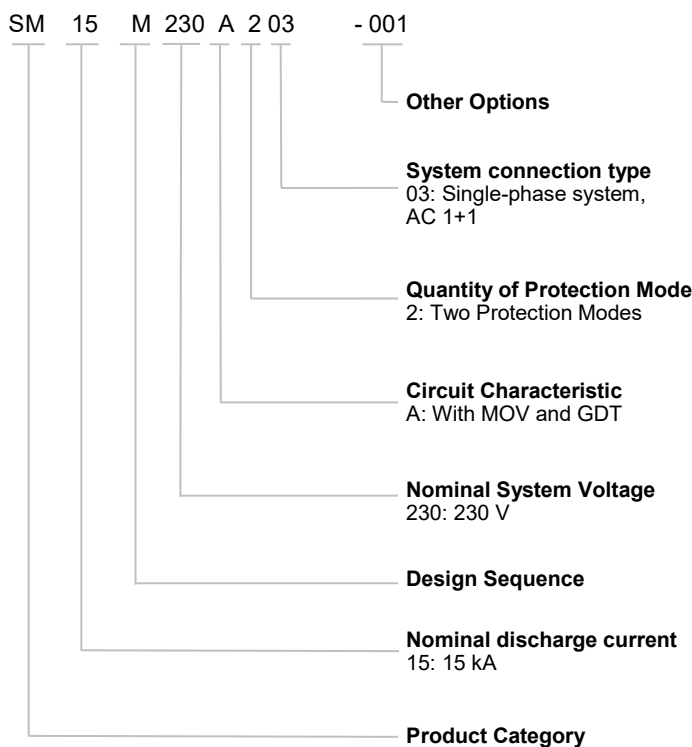 SM 15 M 230 A 2 03 - 001
Other Options
System connection type
03: Single-phase system,
AC 1+1
Quantity of Protection Mode
2: Two Protection Modes
Circuit Characteristic
A: With MOV and GDT
Nominal System Voltage
230: 230 V
Design Sequence
Nominal discharge current
15: 15 kA
Product Category